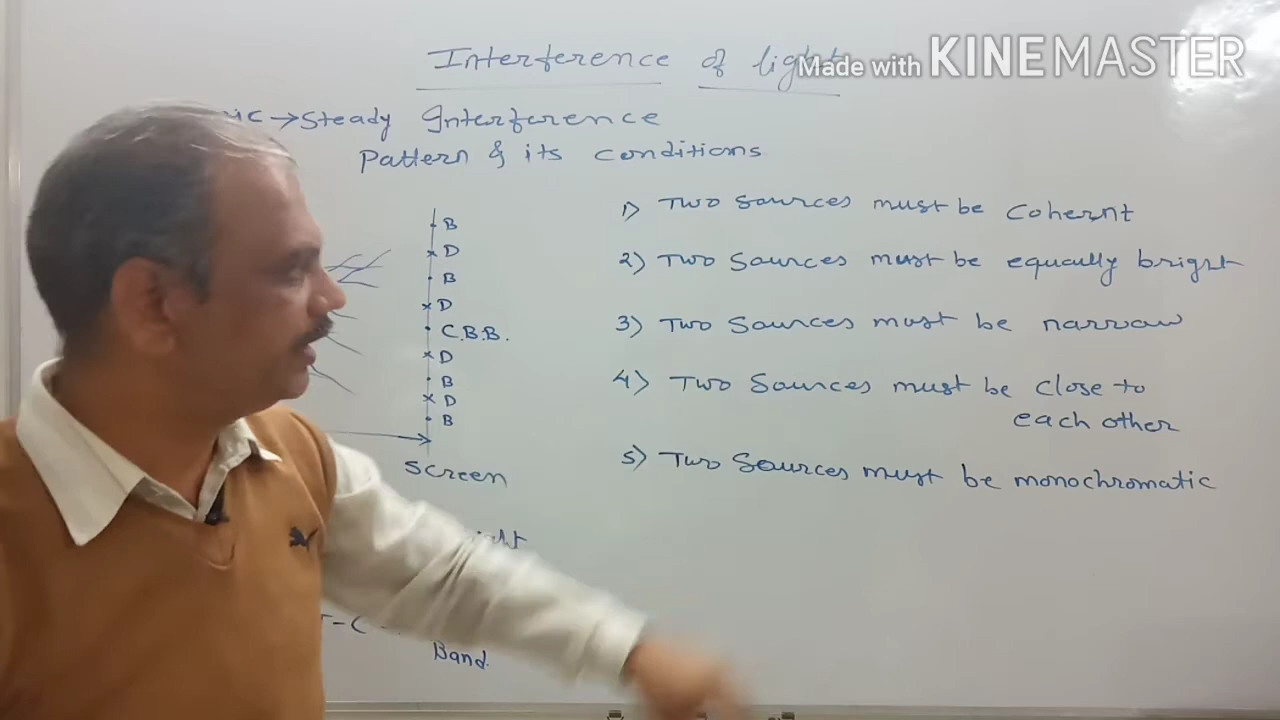 Interference of light
Made with KINEMASTER
ic → Steady Interference
Pattern & its conditions
B
D
B
D
C.B.B.
D
B
D
B
Screen
Band
1) Two sources must be coherent
2) Two sources must be equally bright
3) Two sources must be narrow
4) Two sources must be close to
each other
5) Two sources must be monochromatic